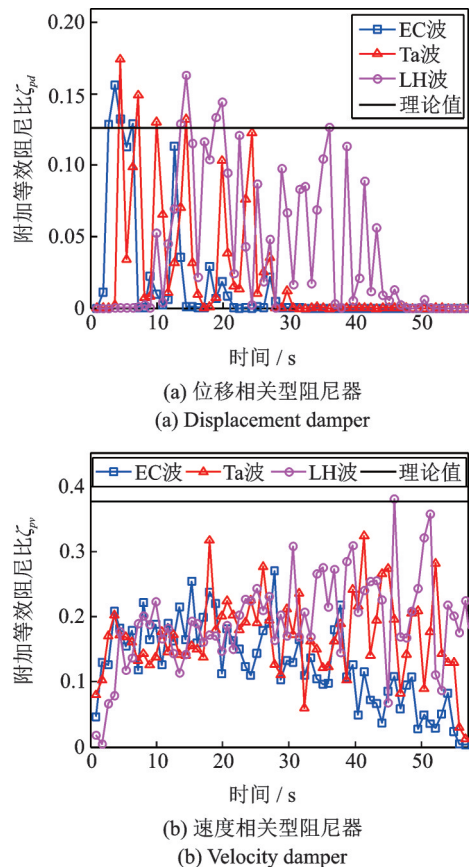 0.20
0.15
0.10
0.05
0
附加等效阻尼比ζpd
EC波
Ta波
LH波
理论值
0 10 20 30 40 50
时间 / s
(a) 位移相关型阻尼器
(a) Displacement damper
EC波 Ta波 LH波 理论值
0.4
0.3
0.2
0.1
0
附加等效阻尼比ζpv
0 10 20 30 40 50
时间 / s
(b) 速度相关型阻尼器
(b) Velocity damper